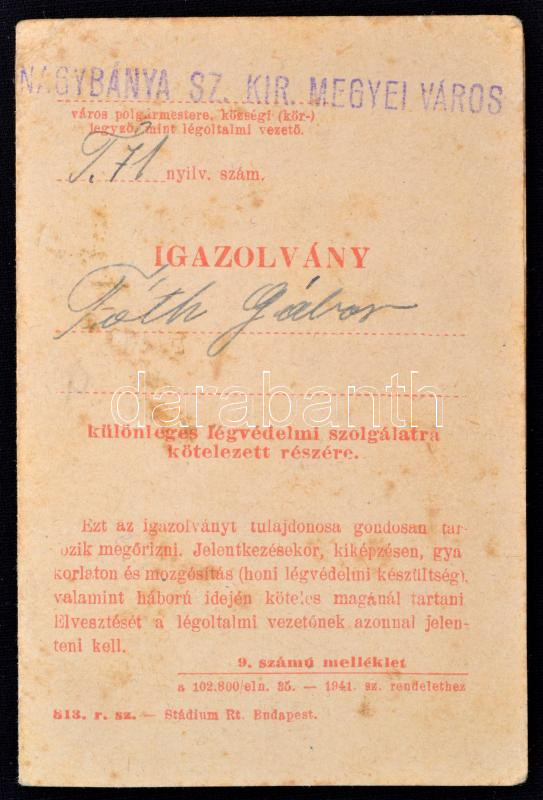 NAGYBÁNYA SZ. KIR. MEGYEI VÁROS
város polgármestere, községi (kör-)
jegyző, mint légoltalmi vezető.
T. 71 nyilv. szám.
IGAZOLVÁNY
Tóth Gábor
darabanth
különleges légvédelmi szolgálatra
kötelezett részére.
Ezt az igazolványt tulajdonosa gondosan tar-
ozik megőrizni. Jelentkezésekor, kiképzésen, gya
korlaton és mozgósítás (honi légvédelmi készültség),
valamint háború idején köteles magánál tartani
Elvesztését a légoltalmi vezetőnek azonnal jelen-
teni kell.
9. számú melléklet
a 102.800/eln. 35. — 1941. sz. rendelethez
813. r. sz. — Stádium Rt. Budapest.